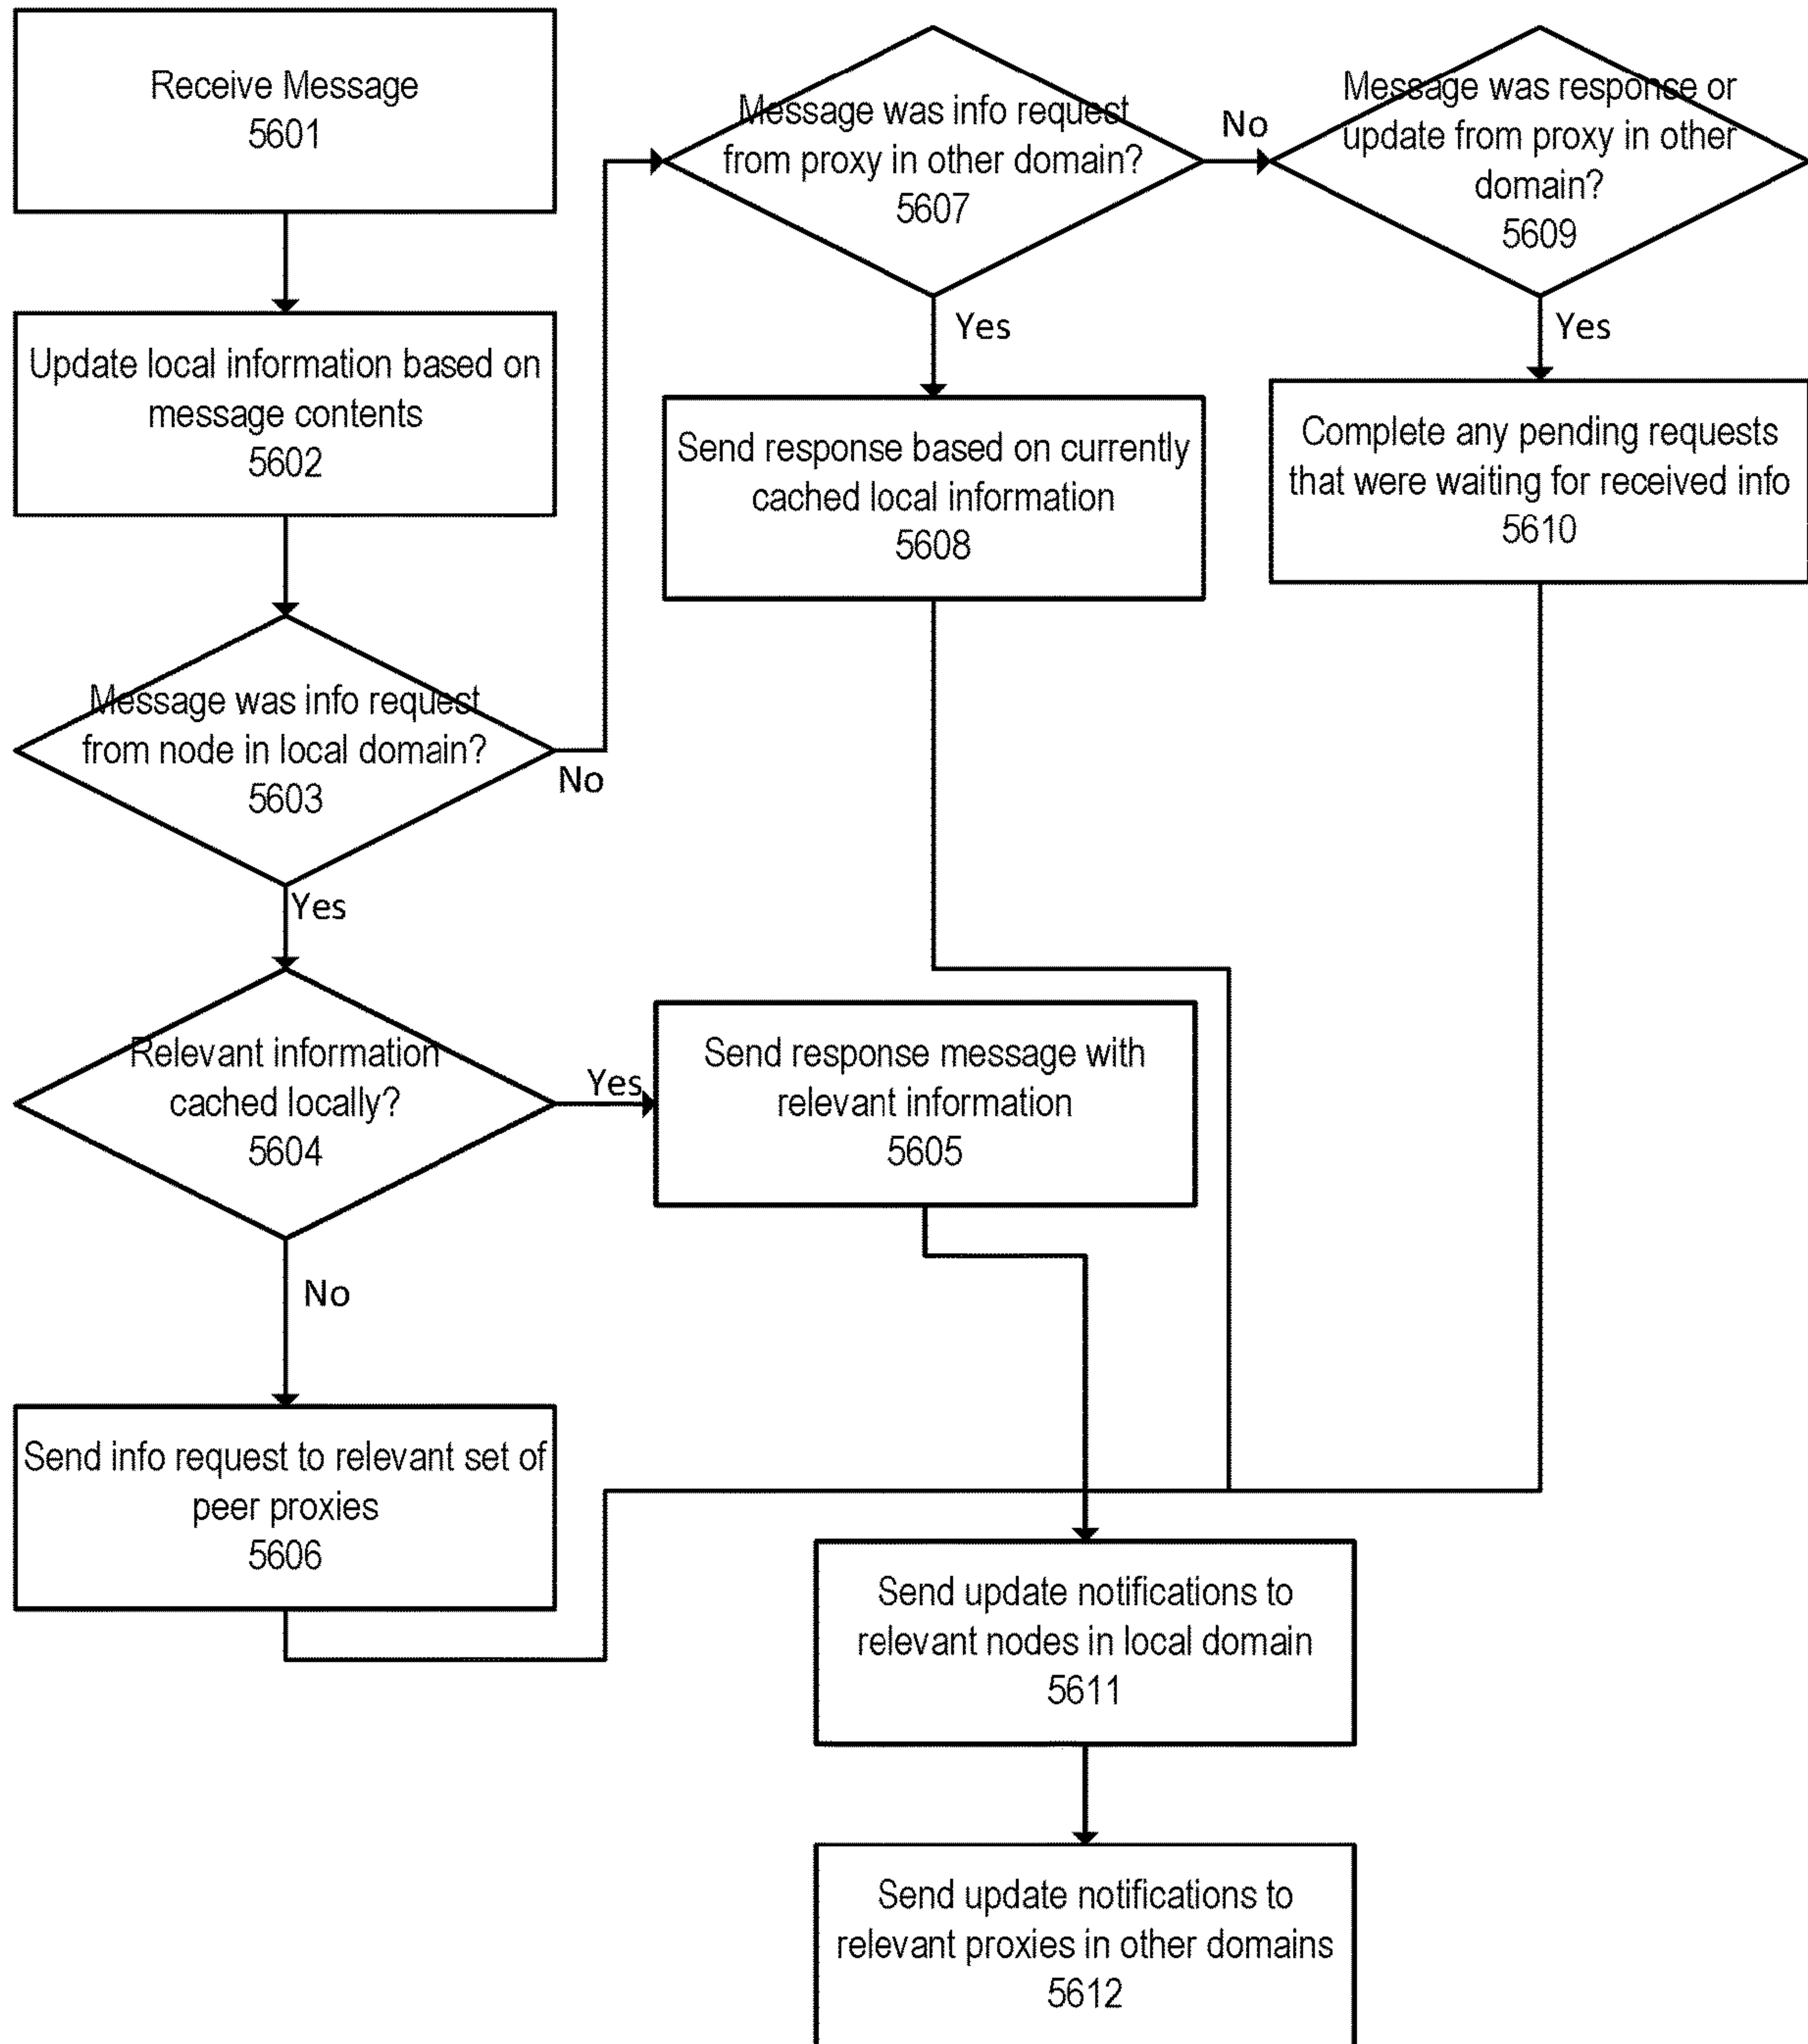 Receive Message
5601
Update local information based on
message contents
5602
Message was info request
from node in local domain?
5603
No
Yes
Relevant information
cached locally?
5604
Yes
No
Send response message with
relevant information
5605
Send info request to relevant set of
peer proxies
5606
Message was info request
from proxy in other domain?
5607
No
Yes
Send response based on currently
cached local information
5608
Message was response or
update from proxy in other
domain?
5609
Yes
Complete any pending requests
that were waiting for received info
5610
Send update notifications to
relevant nodes in local domain
5611
Send update notifications to
relevant proxies in other domains
5612